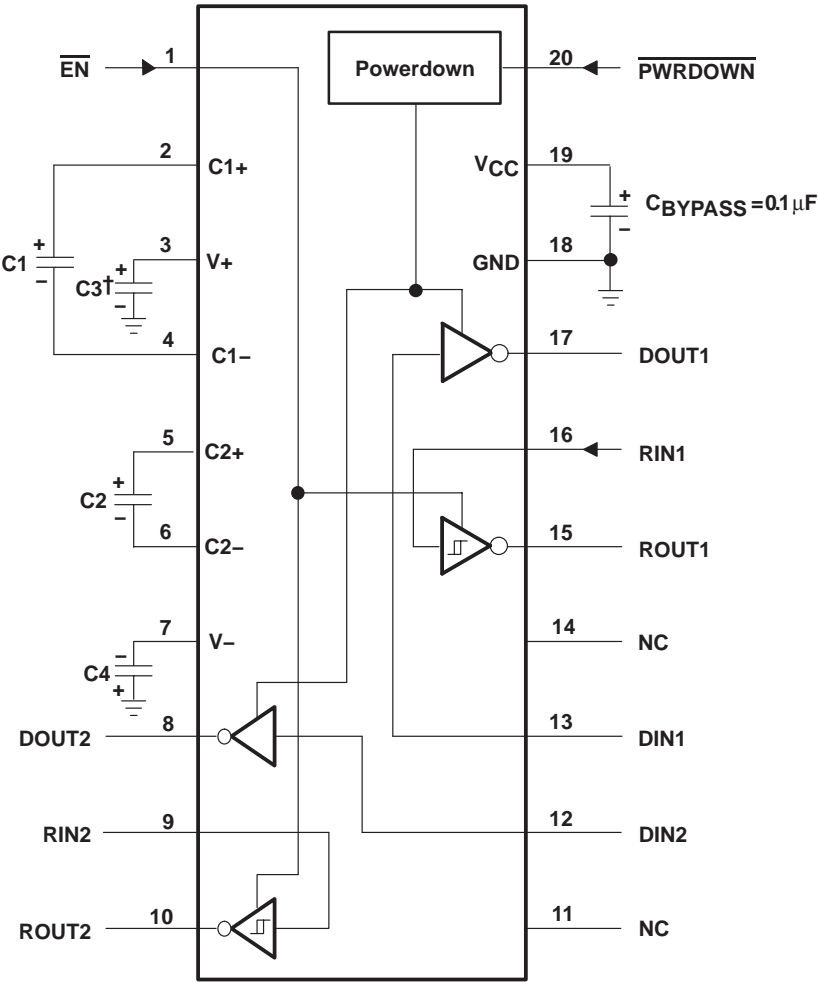 EN 1
Powerdown
20 PWRDOWN
2 C1+
VCC 19
+
CBYPASS = 0.1 µF
–
C1 + –
3 V+
C3† + –
GND 18
4 C1–
17 DOUT1
5 C2+
16 RIN1
C2 + –
6 C2–
15 ROUT1
7 V–
14 NC
C4 – +
DOUT2 8
13 DIN1
RIN2 9
12 DIN2
ROUT2 10
11 NC